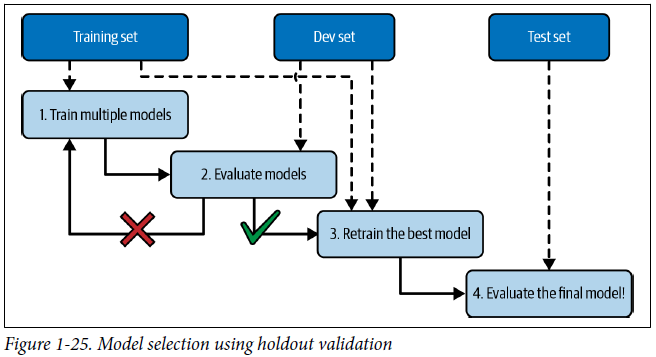 Training set
Dev set
Test set
1. Train multiple models
2. Evaluate models
3. Retrain the best model
4. Evaluate the final model!
Figure 1-25. Model selection using holdout validation